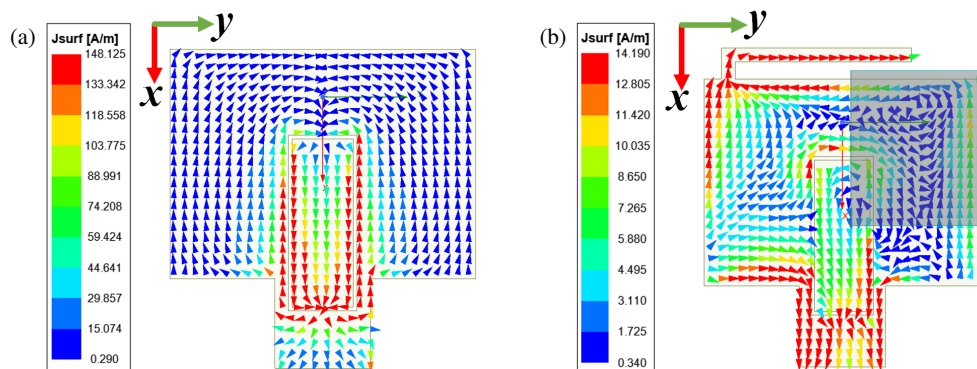 (a)
y
x
Jsurf [A/m]
148.125
133.342
118.558
103.775
88.991
74.208
59.424
44.641
29.857
15.074
0.290
x
(b)
y
x
Jsurf [A/m]
14.190
12.805
11.420
10.035
8.650
7.265
5.880
4.495
3.110
1.725
0.340
x